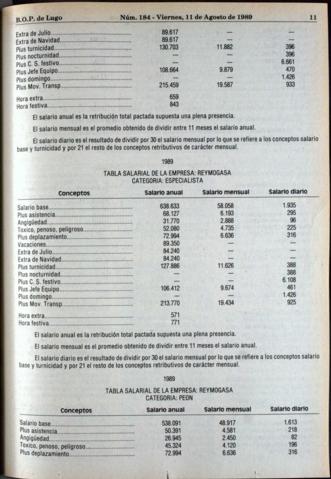 B.O.P. de Lugo Núm. 184 - Viernes, 11 de Agosto de 1989 11
Extra de Julo 89.617 — —
Extra de Navidad 89.617 — —
Plus turnicidad 130.703 11.882 396
Plus nocturnidad — — 396
Plus C. S. festivo — — 6.661
Plus Jefe Equipo 108.664 9.879 470
Plus domingo — — 1.426
Plus Mov. Transp 215.459 19.587 933
Hora extra 659
Hora festiva 843
El salario anual es la retribución total pactada supuesta una plena presencia.
El salario mensual es el promedio obtenido de dividir entre 11 meses el salario anual.
El salario diario es el resultado de dividir por 30 el salario mensual por lo que se refiere a los conceptos salario
base y turnicidad y por 21 el resto de los conceptos retributivos de carácter mensual.
1989
TABLA SALARIAL DE LA EMPRESA: REYMOGASA
CATEGORIA: ESPECIALISTA
Conceptos Salario anual Salario mensual Salario diario
Salario base 638.633 58.058 1.935
Plus asistencia 68.127 6.193 295
Angigüedad 31.770 2.888 96
Toxico, penoso, peligroso 52.080 4.735 225
Plus deplazamiento 72.994 6.636 316
Vacaciones 89.350 — —
Extra de Julio 84.240 — —
Extra de Navidad 84.240 — —
Plus turnicidad 127.886 11.626 388
Plus nocturnidad — — 388
Plus C. S. festivo — — 6.108
Plus Jefe Equipo 106.412 9.674 461
Plus domingo — — 1.426
Plus Mov. Transp 213.770 19.434 925
Hora extra 571
Hora festiva 771
El salario anual es la retribución total pactada supuesta una plena presencia.
El salario mensual es el promedio obtenido de dividir entre 11 meses el salario anual.
El salario diario es el resultado de dividir por 30 el salario mensual por lo que se refiere a los conceptos salario
base y turnicidad y por 21 el resto de los conceptos retributivos de carácter mensual.
1989
TABLA SALARIAL DE LA EMPRESA: REYMOGASA
CATEGORIA: PEON
Conceptos Salario anual Salario mensual Salario diario
Salario base 538.091 48.917 1.613
Plus asistencia 50.391 4.581 218
Angigüedad 26.945 2.450 82
Toxico, penoso, peligroso 45.324 4.120 196
Plus deplazamiento 72.994 6.636 316